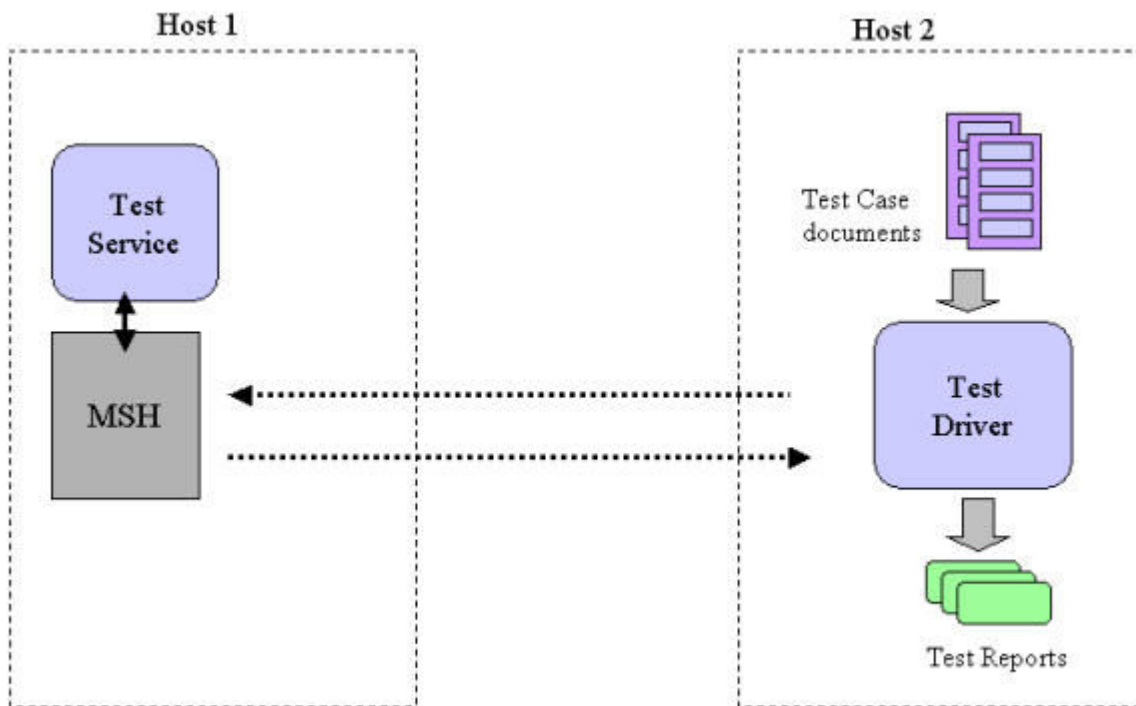 Host 1
Host 2
Test
Service
MSH
Test Case
documents
Test
Driver
Test Reports